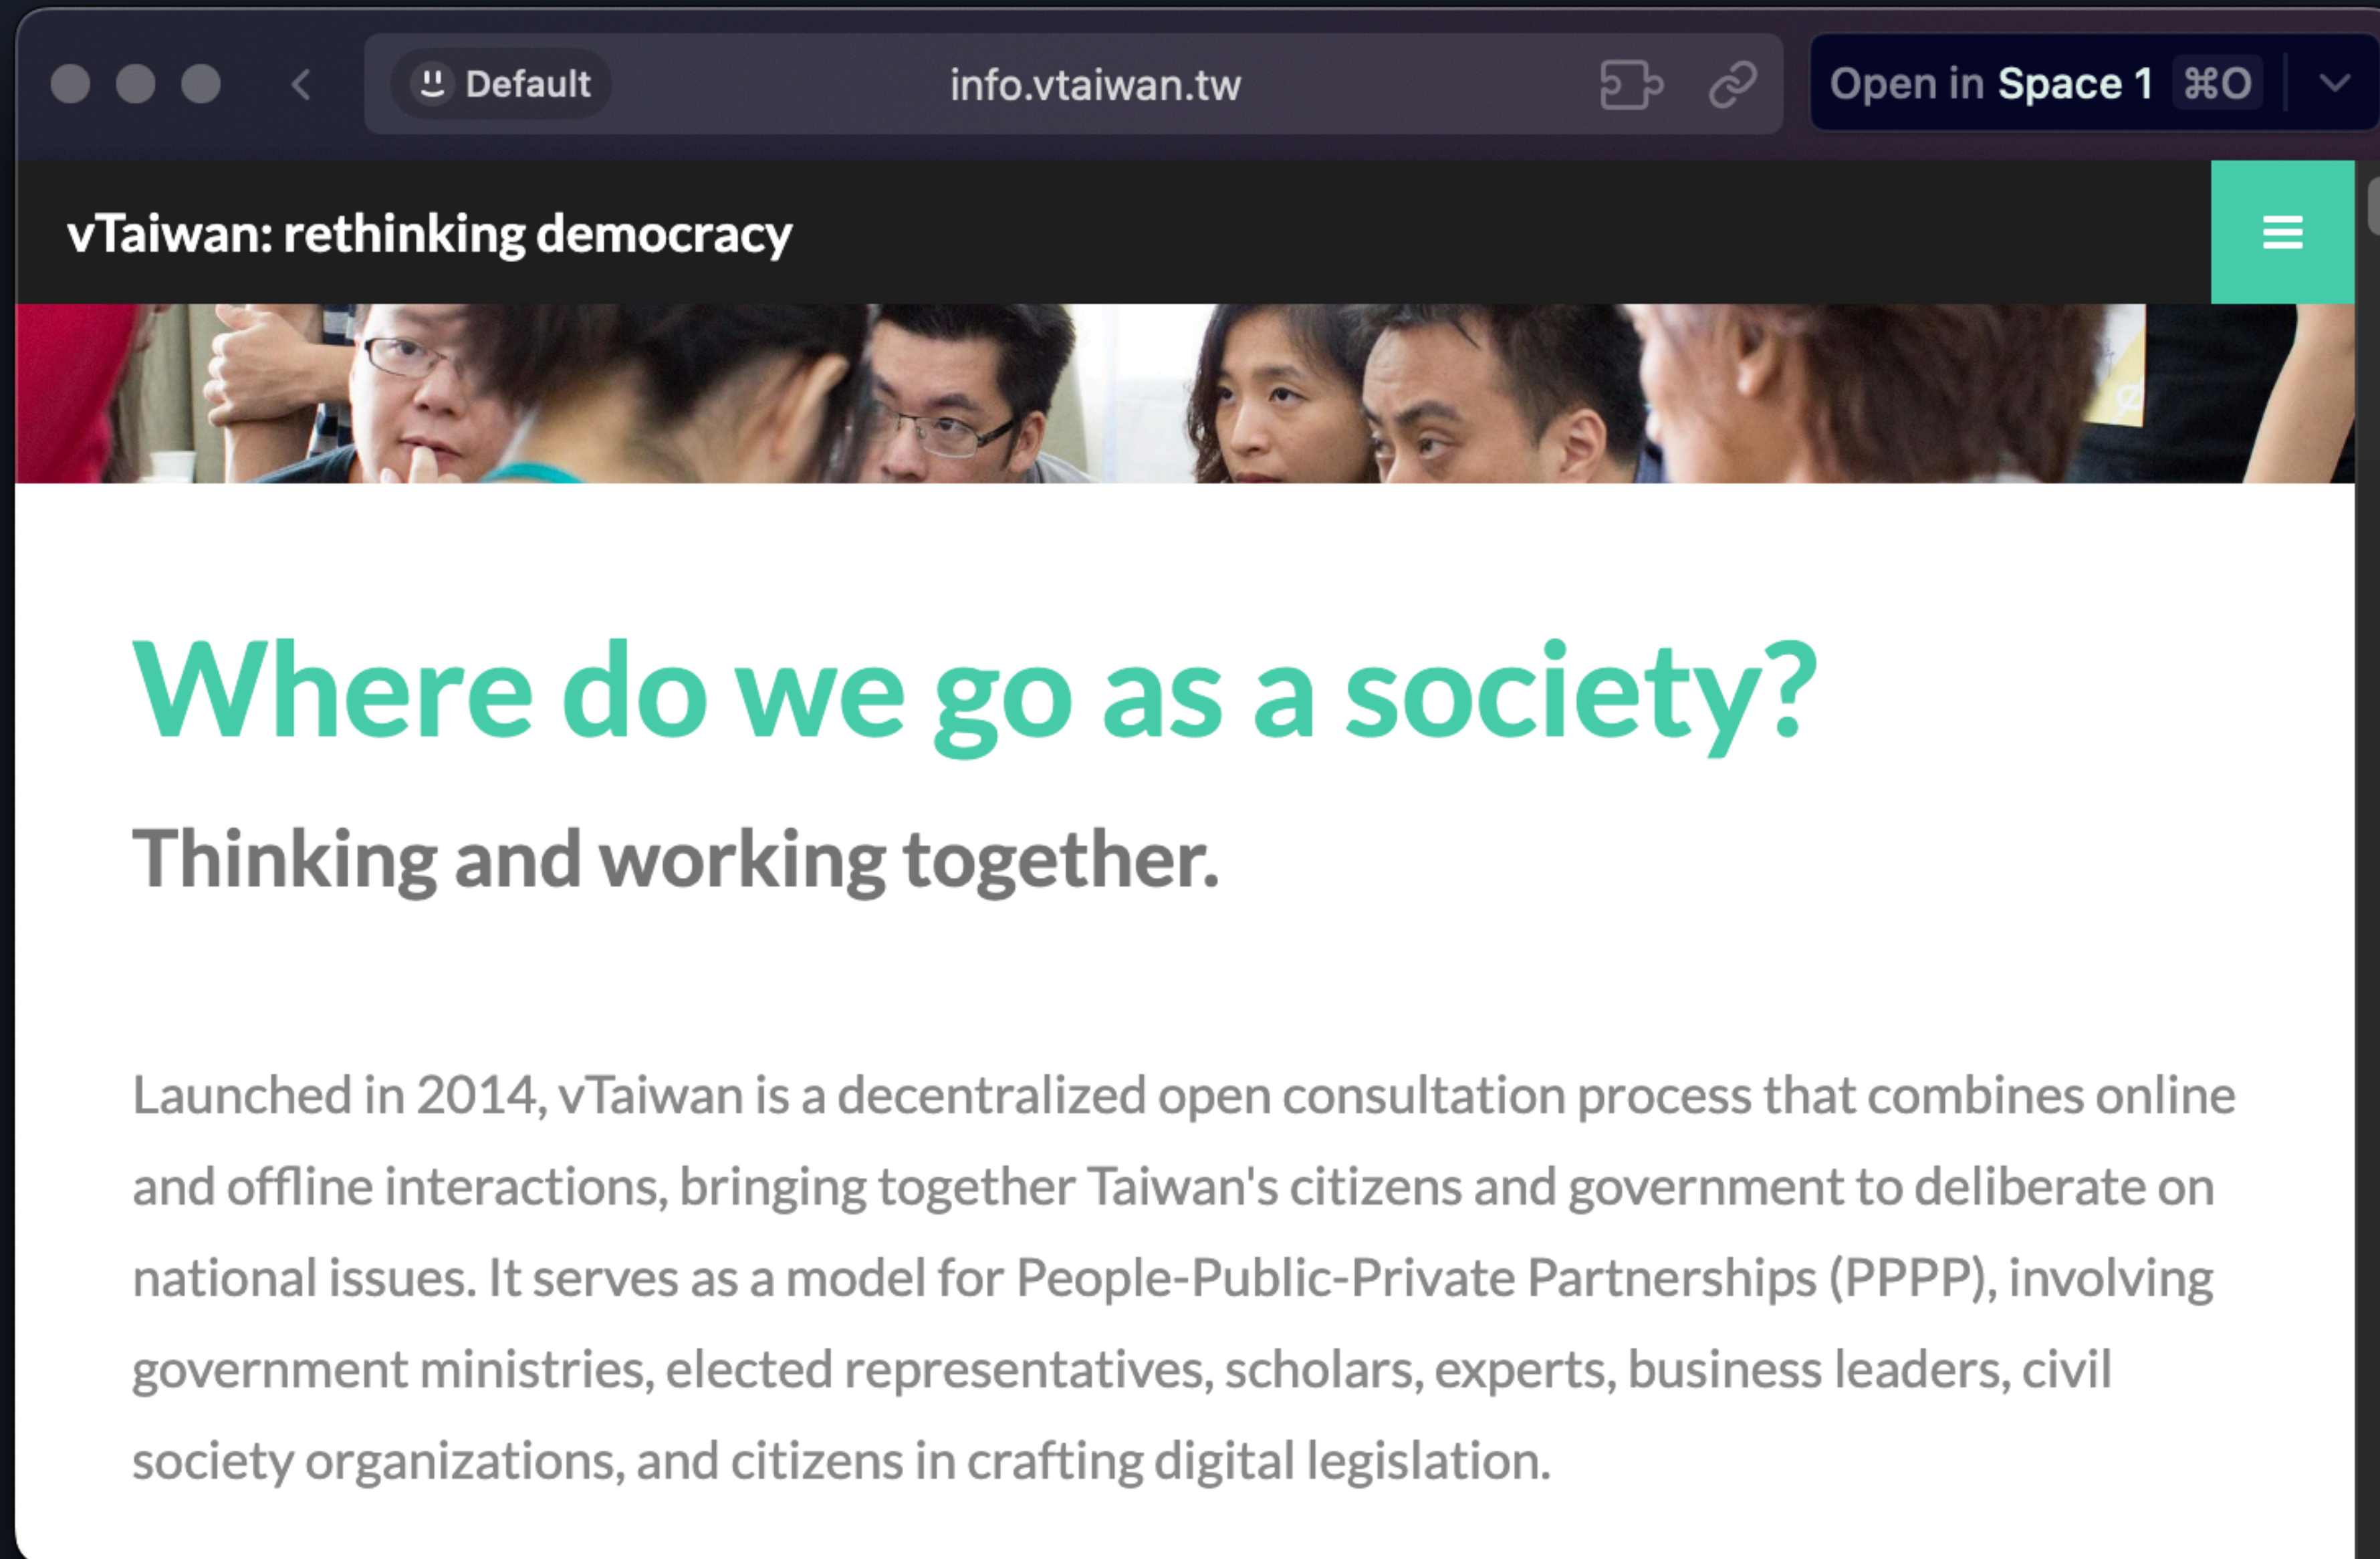 Default
info.vtaiwan.tw
Open in Space 1 ⌘O
vTaiwan: rethinking democracy
Where do we go as a society?
Thinking and working together.
Launched in 2014, vTaiwan is a decentralized open consultation process that combines online
and offline interactions, bringing together Taiwan's citizens and government to deliberate on
national issues. It serves as a model for People-Public-Private Partnerships (PPPP), involving
government ministries, elected representatives, scholars, experts, business leaders, civil
society organizations, and citizens in crafting digital legislation.